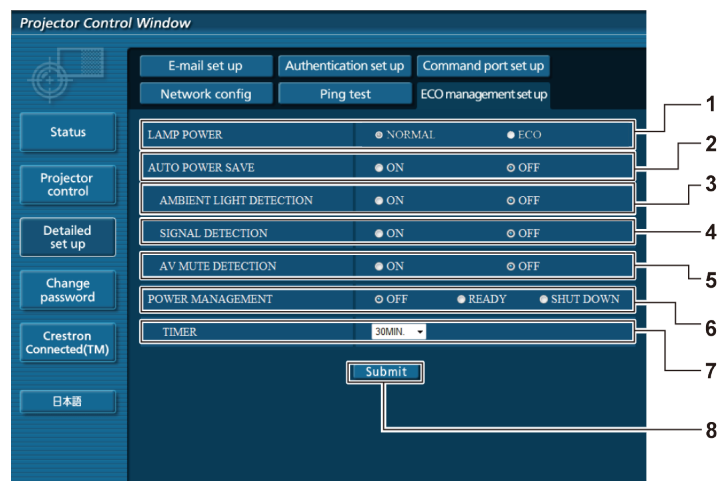 Projector Control Window
E-mail set up Authentication set up Command port set up
Network config Ping test ECO management set up
Status
Projector
control
Detailed
set up
Change
password
Crestron
Connected(TM)
日本語
LAMP POWER NORMAL ECO 1
AUTO POWER SAVE ON OFF 2
AMBIENT LIGHT DETECTION ON OFF 3
SIGNAL DETECTION ON OFF 4
AV MUTE DETECTION ON OFF 5
POWER MANAGEMENT OFF READY SHUT DOWN 6
TIMER 30MIN. 7
Submit 8